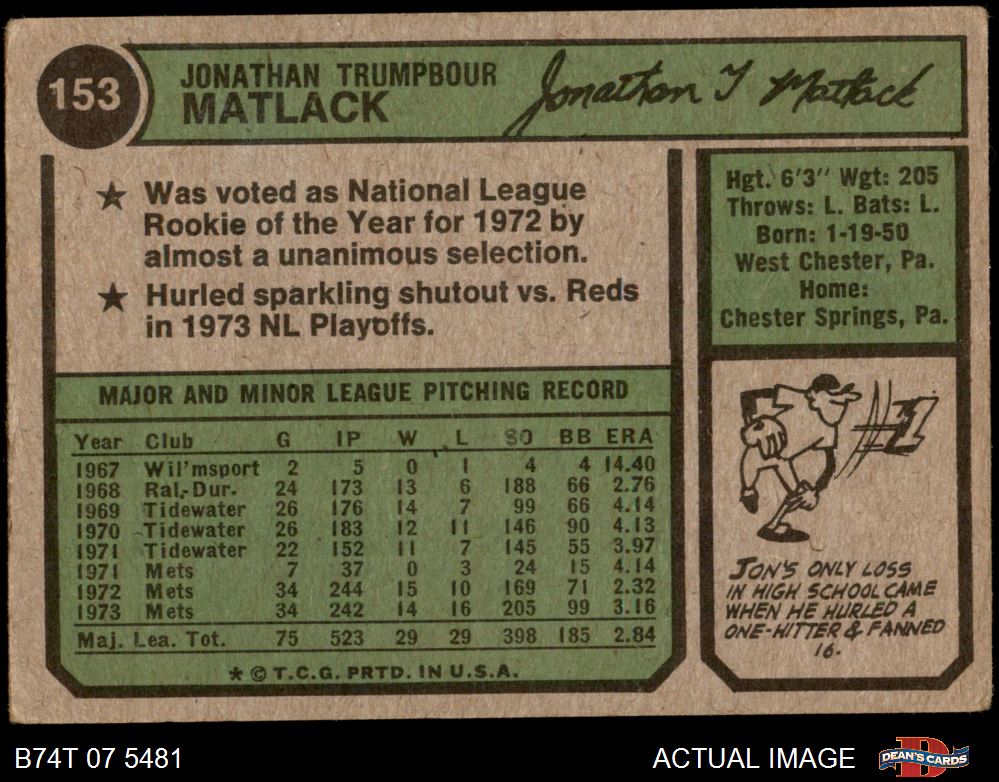 153
JONATHAN TRUMPBOUR
MATLACK
Jonathan T Matlack
★ Was voted as National League
Rookie of the Year for 1972 by
almost a unanimous selection.
★ Hurled sparkling shutout vs. Reds
in 1973 NL Playoffs.
Hgt. 6'3" Wgt: 205
Throws: L. Bats: L.
Born: 1-19-50
West Chester, Pa.
Home:
Chester Springs, Pa.
MAJOR AND MINOR LEAGUE PITCHING RECORD
Year Club G IP W L SO BB ERA
1967 Wil'msport 2 5 0 1 4 4 14.40
1968 Ral.-Dur. 24 173 13 6 188 66 2.76
1969 Tidewater 26 176 14 7 99 66 4.14
1970 Tidewater 26 183 12 11 146 90 4.13
1971 Tidewater 22 152 11 7 145 55 3.97
1971 Mets 7 37 0 3 24 15 4.14
1972 Mets 34 244 15 10 169 71 2.32
1973 Mets 34 242 14 16 205 99 3.16
Maj. Lea. Tot. 75 523 29 29 398 185 2.84
* © T.C.G. PRTD. IN U.S.A.
#1
JON'S ONLY LOSS
IN HIGH SCHOOL CAME
WHEN HE HURLED A
ONE-HITTER & FANNED
16.
B74T 07 5481
ACTUAL IMAGE
DEAN'S CARDS